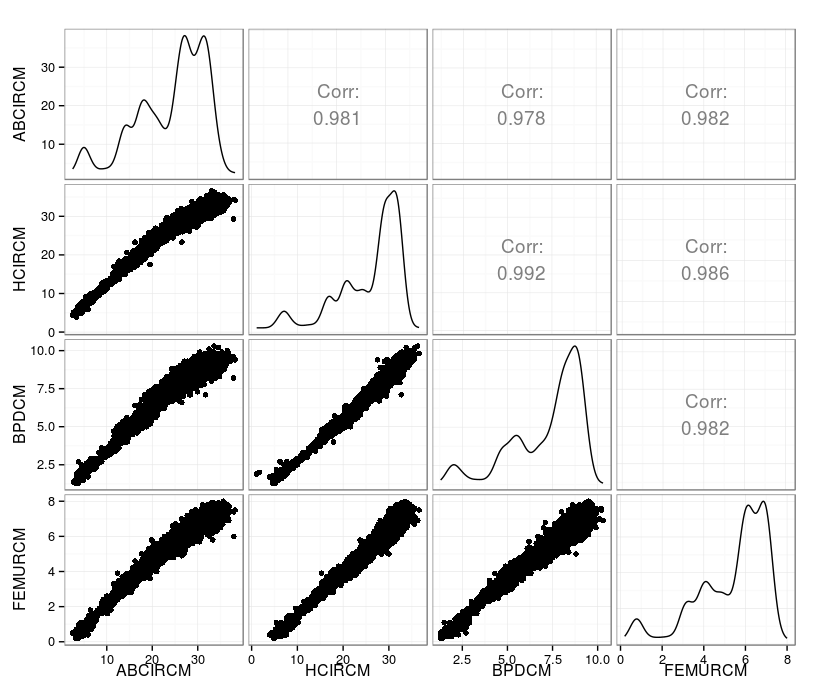 ABCIRCM
30
20
10
Corr:
0.981
Corr:
0.978
Corr:
0.982
HCIRCM
30
20
10
0
Corr:
0.992
Corr:
0.986
BPDCM
10.0
7.5
5.0
2.5
Corr:
0.982
FEMURCM
8
6
4
2
0
10 20 30
0 10 20 30
2.5 5.0 7.5 10.0
0 2 4 6 8
ABCIRCM
HCIRCM
BPDCM
FEMURCM